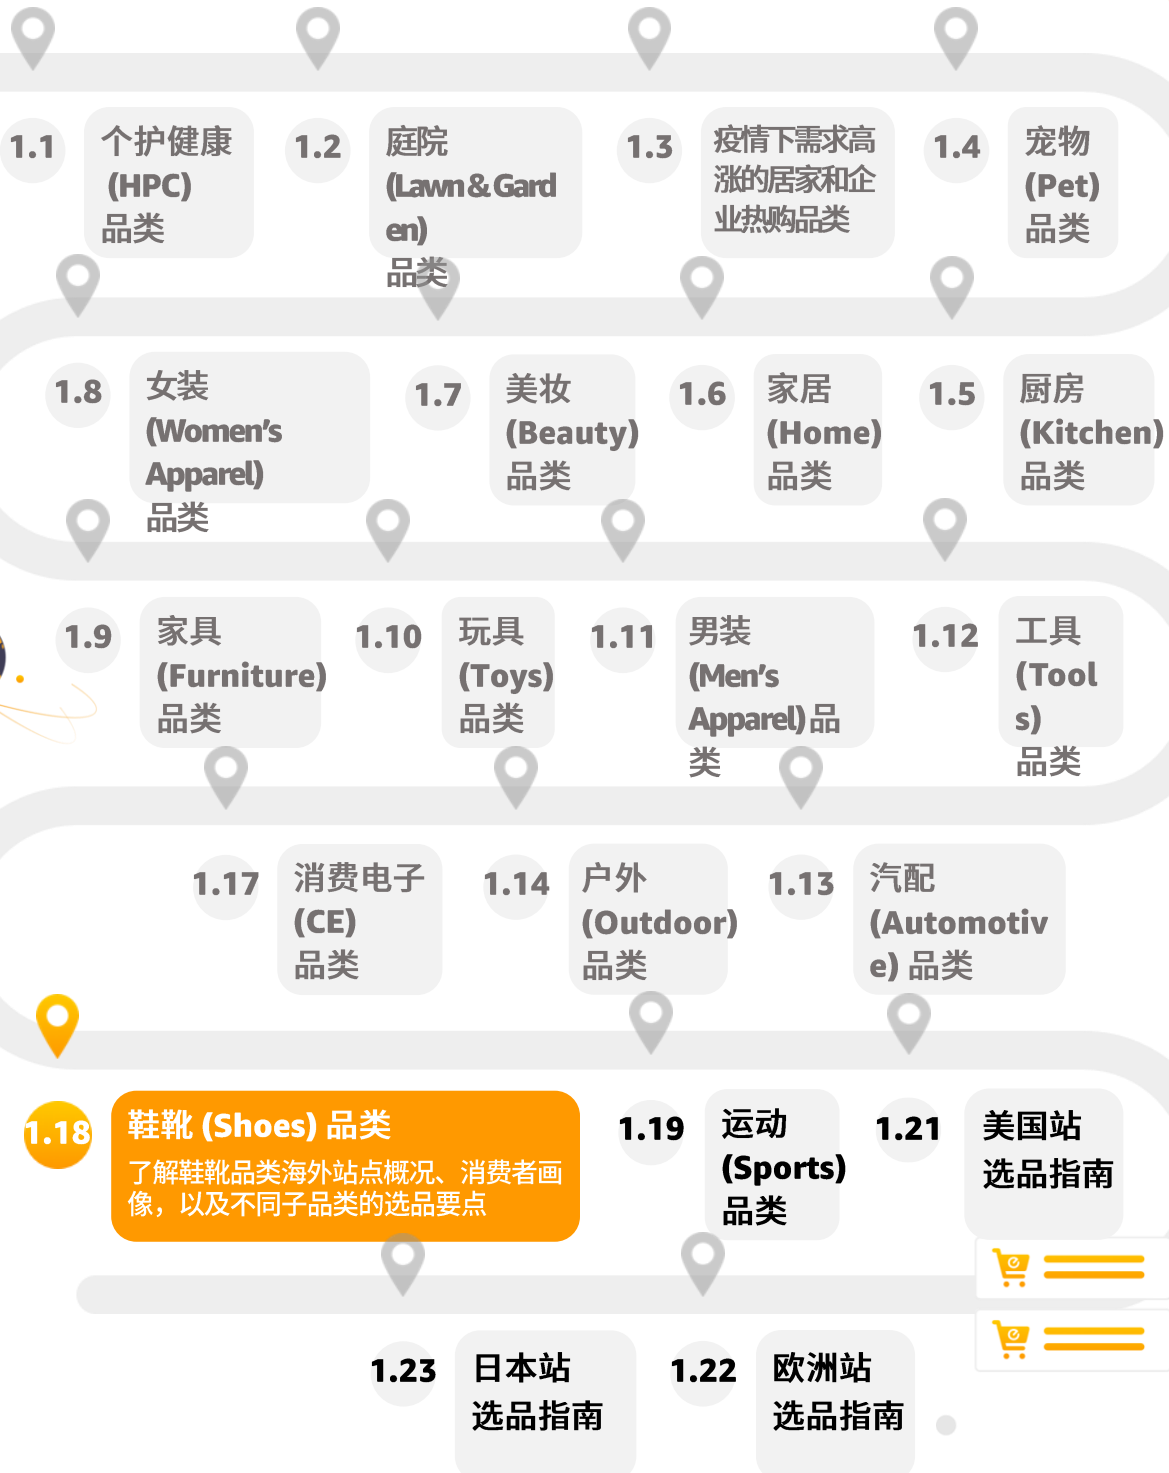 1.1
个护健康
(HPC)
品类
1.2
庭院
(Lawn & Gard
en)
品类
1.3
疫情下需求高
涨的居家和企
业热购品类
1.4
宠物
(Pet)
品类
1.8
女装
(Women’s
Apparel)
品类
1.7
美妆
(Beauty)
品类
1.6
家居
(Home)
品类
1.5
厨房
(Kitchen)
品类
1.9
家具
(Furniture)
品类
1.10
玩具
(Toys)
品类
1.11
男装
(Men’s
Apparel) 品
类
1.12
工具
(Tool
s)
品类
1.17
消费电子
(CE)
品类
1.14
户外
(Outdoor)
品类
1.13
汽配
(Automotiv
e) 品类
1.18
鞋靴 (Shoes) 品类
了解鞋靴品类海外站点概况、消费者画
像，以及不同子品类的选品要点
1.19
运动
(Sports)
品类
1.21
美国站
选品指南
1.23
日本站
选品指南
1.22
欧洲站
选品指南